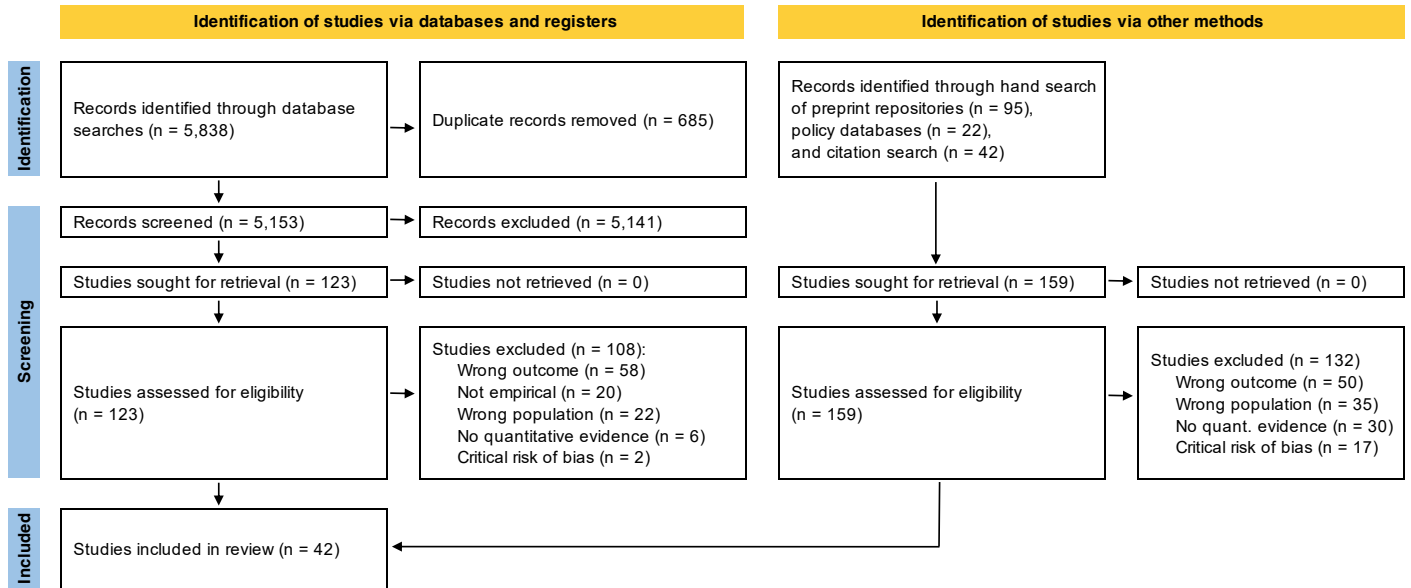 Identification of studies via databases and registers
Identification of studies via other methods
Identification
Records identified through database
searches (n = 5,838)
Duplicate records removed (n = 685)
Records identified through hand search
of preprint repositories (n = 95),
policy databases (n = 22),
and citation search (n = 42)
Screening
Records screened (n = 5,153)
Records excluded (n = 5,141)
Studies sought for retrieval (n = 123)
Studies not retrieved (n = 0)
Studies sought for retrieval (n = 159)
Studies not retrieved (n = 0)
Studies assessed for eligibility
(n = 123)
Studies excluded (n = 108):
Wrong outcome (n = 58)
Not empirical (n = 20)
Wrong population (n = 22)
No quantitative evidence (n = 6)
Critical risk of bias (n = 2)
Studies assessed for eligibility
(n = 159)
Studies excluded (n = 132)
Wrong outcome (n = 50)
Wrong population (n = 35)
No quant. evidence (n = 30)
Critical risk of bias (n = 17)
Included
Studies included in review (n = 42)